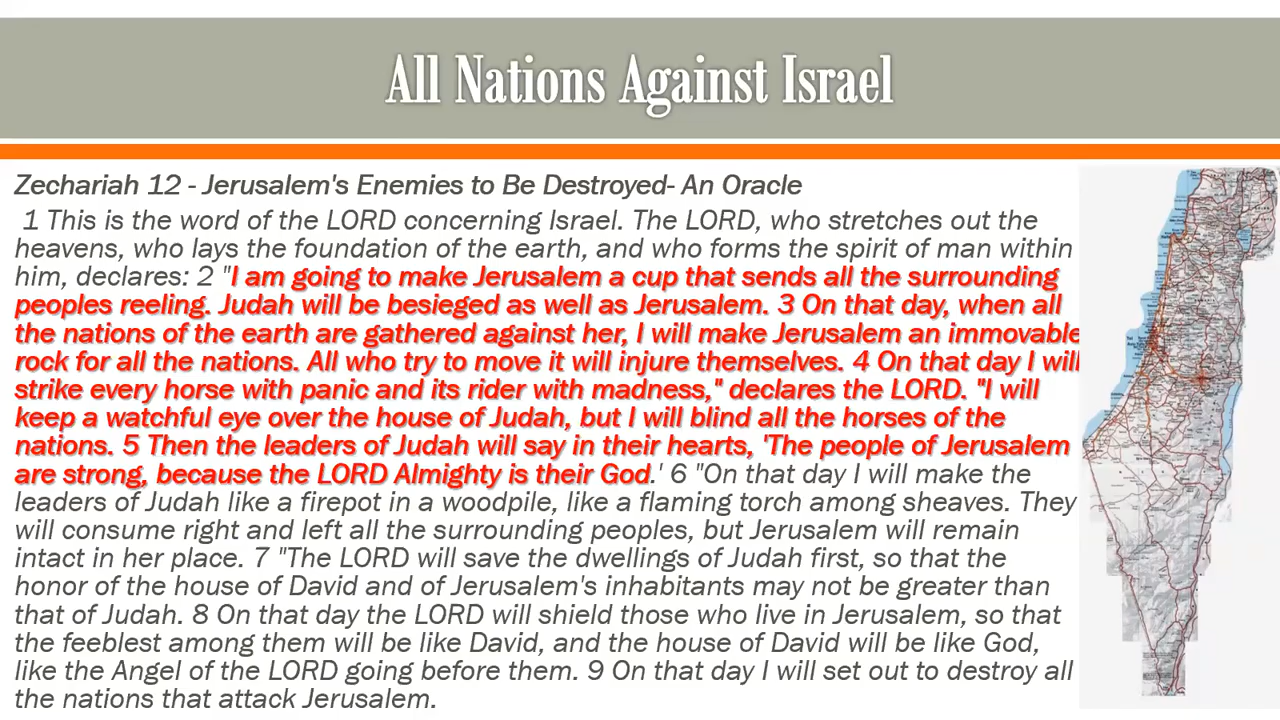 All Nations Against Israel
Zechariah 12 - Jerusalem's Enemies to Be Destroyed- An Oracle
1 This is the word of the LORD concerning Israel. The LORD, who stretches out the
heavens, who lays the foundation of the earth, and who forms the spirit of man within
him, declares: 2 "I am going to make Jerusalem a cup that sends all the surrounding
peoples reeling. Judah will be besieged as well as Jerusalem. 3 On that day, when all
the nations of the earth are gathered against her, I will make Jerusalem an immovable
rock for all the nations. All who try to move it will injure themselves. 4 On that day I will
strike every horse with panic and its rider with madness," declares the LORD. "I will
keep a watchful eye over the house of Judah, but I will blind all the horses of the
nations. 5 Then the leaders of Judah will say in their hearts, 'The people of Jerusalem
are strong, because the LORD Almighty is their God.' 6 "On that day I will make the
leaders of Judah like a firepot in a woodpile, like a flaming torch among sheaves. They
will consume right and left all the surrounding peoples, but Jerusalem will remain
intact in her place. 7 "The LORD will save the dwellings of Judah first, so that the
honor of the house of David and of Jerusalem's inhabitants may not be greater than
that of Judah. 8 On that day the LORD will shield those who live in Jerusalem, so that
the feeblest among them will be like David, and the house of David will be like God,
like the Angel of the LORD going before them. 9 On that day I will set out to destroy all
the nations that attack Jerusalem.